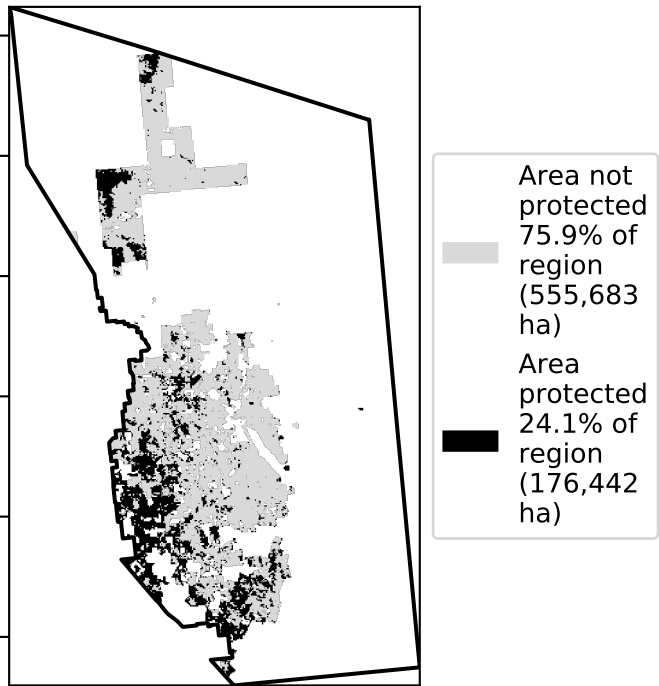 Area not
protected
75.9% of
region
(555,683
ha)
Area
protected
24.1% of
region
(176,442
ha)